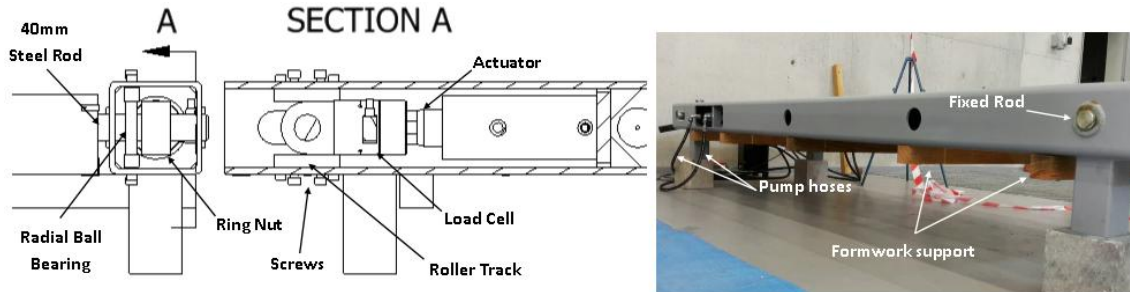 A
SECTION A
40mm
Steel Rod
Actuator
Fixed Rod
Pump hoses
Ring Nut
Load Cell
Radial Ball
Bearing
Screws
Roller Track
Formwork support